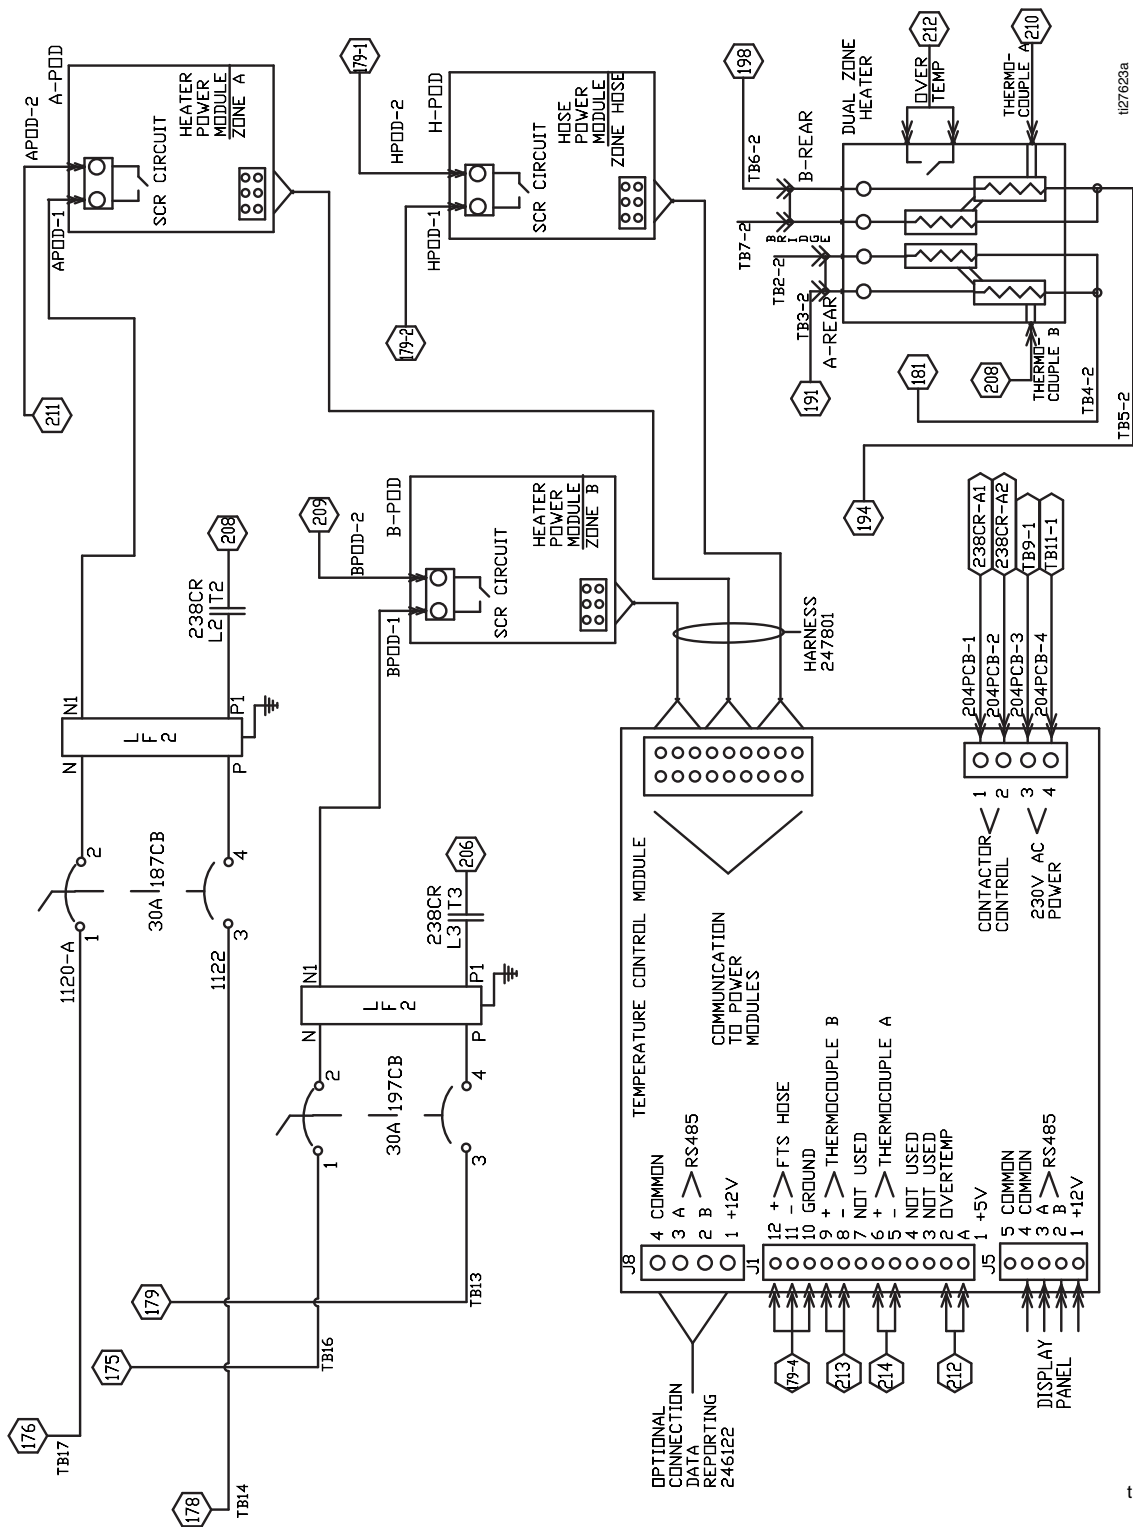 211
APOD-2
APOD-1
A-POD
HEATER
POWER
MODULE
ZONE A
SCR CIRCUIT
179-1
HPOD-2
H-POD
HPOD-1
179-2
HOSE
POWER
MODULE
ZONE HOSE
SCR CIRCUIT
198
TB6-2
B-REAR
TB7-2
BRIDGE
TB2-2
TB3-2
A-REAR
191
DUAL ZONE
HEATER
212
OVER
TEMP
210
THERMO-
COUPLE A
208
THERMO-
COUPLE B
181
TB4-2
194
TB5-2
ti27623a
208
238CR
L2 T2
N1
P1
LF2
N
P
2
4
30A 187CB
1
3
1120-A
1122
209
BPOD-2
BPOD-1
B-POD
HEATER
POWER
MODULE
ZONE B
SCR CIRCUIT
206
238CR
L3 T3
N1
P1
LF2
N
P
2
4
30A 197CB
1
3
HARNESS
247801
179
TB13
175
TB16
176
TB17
178
TB14
TEMPERATURE CONTROL MODULE
COMMUNICATION
TO POWER
MODULES
238CR-A1
238CR-A2
TB9-1
TB11-1
204PCB-1
204PCB-2
204PCB-3
204PCB-4
1
2
3
4
CONTACTOR
CONTROL
230V AC
POWER
J8
4 COMMON
3 A
RS485
2 B
1 +12V
J1
12 +
FTS HOSE
11 -
10 GROUND
9 +
THERMOCOUPLE B
8 -
7 NOT USED
6 +
THERMOCOUPLE A
5 -
4 NOT USED
3 NOT USED
2 OVERTEMP
A
1 +5V
J5
5 COMMON
4 COMMON
3 A
RS485
2 B
1 +12V
179-4
213
214
212
DISPLAY
PANEL
OPTIONAL
CONNECTION
DATA
REPORTING
246122
t